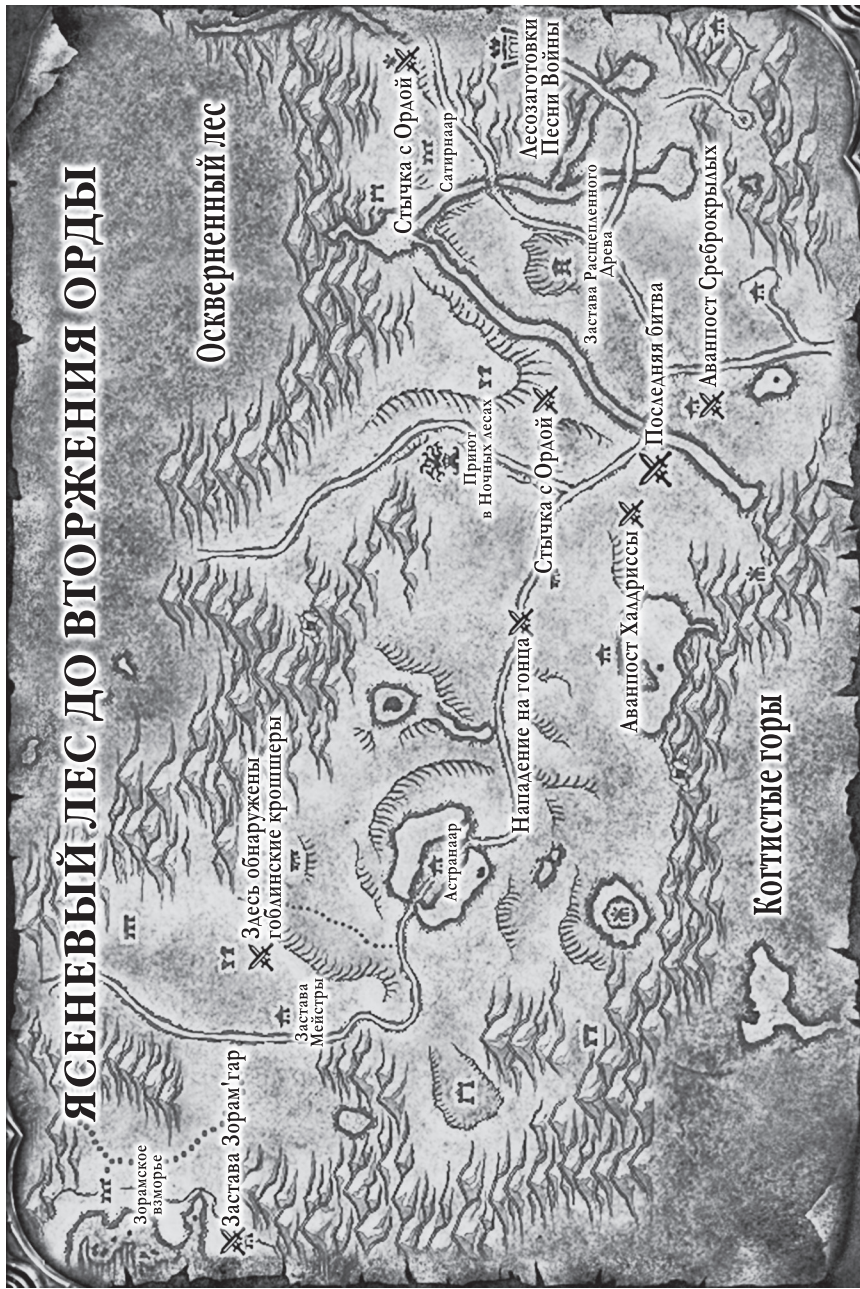 ЯСЕНЕВЫЙ ЛЕС ДО ВТОРЖЕНИЯ ОРДЫ
Зорамское
взморье
Застава Зорам'гар
Застава
Мейстры
Здесь обнаружены
гоблинские крошшеры
Астранаар
Нападение на гонца
Оскверненный лес
Приют
в Ночных лесах
Стычка с Ордой
Стычка с Ордой
Сатирнаар
Лесозаготовки
Песни Войны
Застава Расщепленного
Древа
Последняя битва
Аванпост Среброкрылых
Аванпост Халдриссы
Когтистые горы